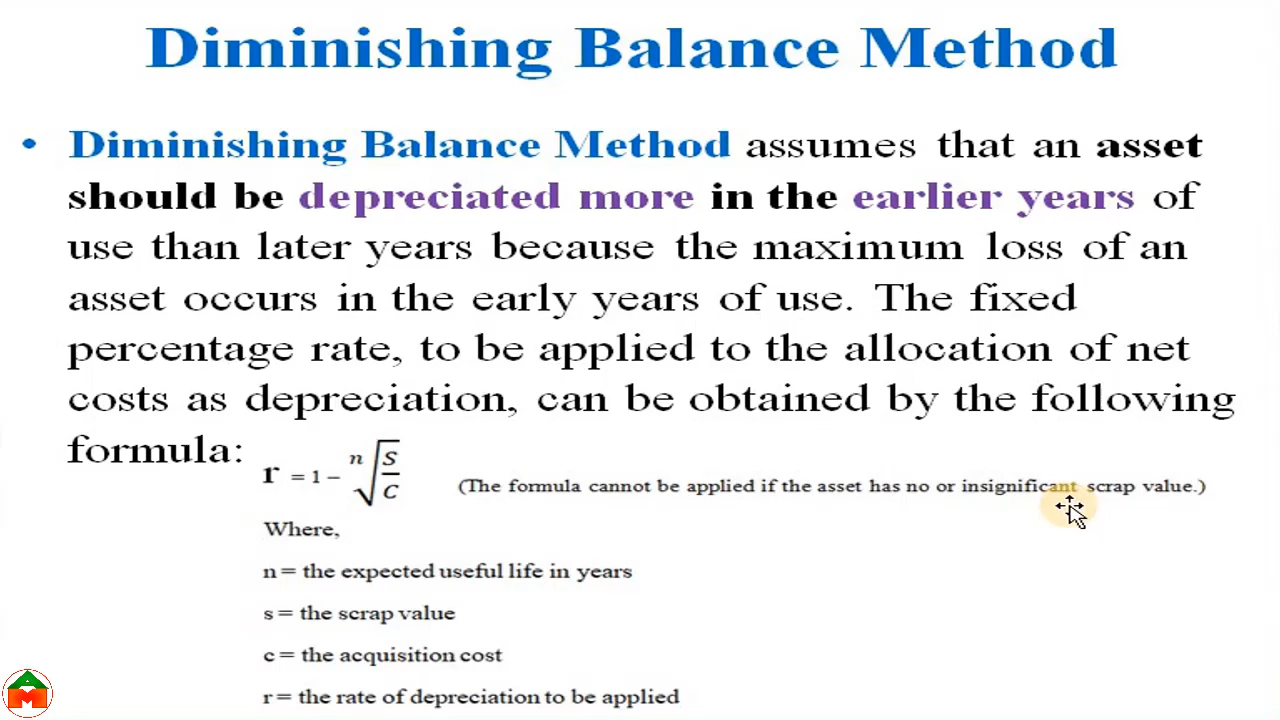 Diminishing Balance Method
• Diminishing Balance Method assumes that an asset
should be depreciated more in the earlier years of
use than later years because the maximum loss of an
asset occurs in the early years of use. The fixed
percentage rate, to be applied to the allocation of net
costs as depreciation, can be obtained by the following
formula:
r = 1 − ⁿ√(S/C) (The formula cannot be applied if the asset has no or insignificant scrap value.)
Where,
n = the expected useful life in years
s = the scrap value
c = the acquisition cost
r = the rate of depreciation to be applied